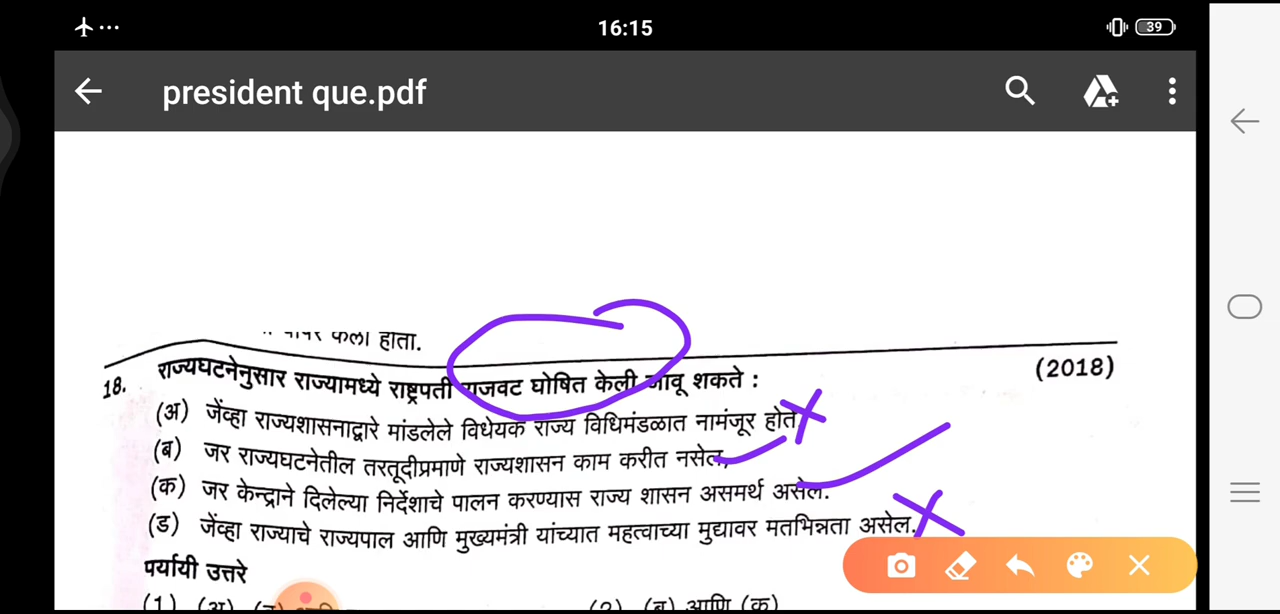 16:15
39
president que.pdf
केला होता.
18. राज्यघटनेनुसार राज्यामध्ये राष्ट्रपती राजवट घोषित केली जावू शकते : (2018)
(अ) जेंव्हा राज्यशासनाद्वारे मांडलेले विधेयक राज्य विधिमंडळात नामंजूर होते
(ब) जर राज्यघटनेतील तरतूदीप्रमाणे राज्यशासन काम करीत नसेल,
(क) जर केन्द्राने दिलेल्या निर्देशाचे पालन करण्यास राज्य शासन असमर्थ असेल.
(ड) जेंव्हा राज्याचे राज्यपाल आणि मुख्यमंत्री यांच्यात महत्वाच्या मुद्यावर मतभिन्नता असेल.
पर्यायी उत्तरे
(1) (अ) (2) (ब) आणि (क)